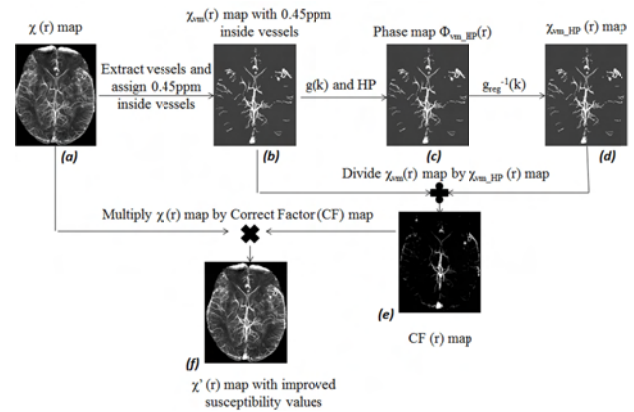 χ (r) map
χvm(r) map with 0.45ppm
inside vessels
Phase map Φvm_HP(r)
χvm_HP (r) map
Extract vessels and
assign 0.45ppm
inside vessels
g(k) and HP
greg-1(k)
(a)
(b)
(c)
(d)
Divide χvm(r) map by χvm_HP (r) map
Multiply χ (r) map by Correct Factor (CF) map
(e)
CF (r) map
(f)
χ’ (r) map with improved
susceptibility values